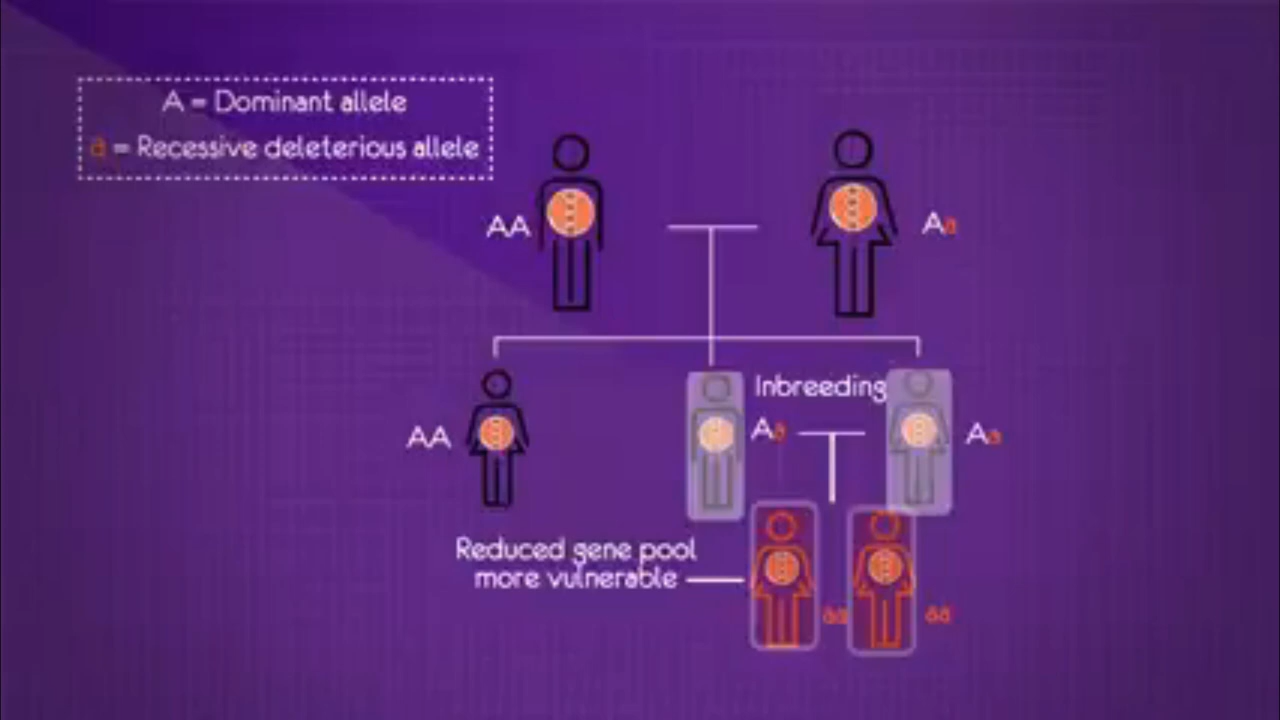 A = Dominant allele
a = Recessive deleterious allele
AA
Aa
Inbreeding
AA
Aa
Aa
Reduced gene pool
more vulnerable
aa
aa